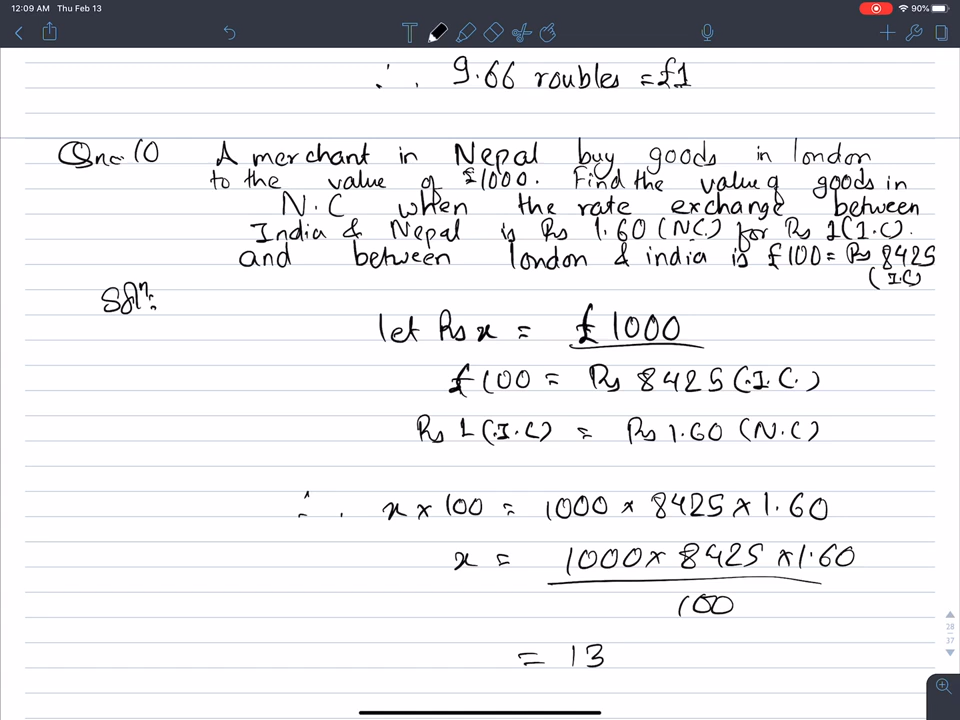 12:09 AM Thu Feb 13
90%
∴ 9.66 roubles = £1
Qno 10 A merchant in Nepal buy goods in london
to the value of £1000. Find the value of goods in
N.C when the rate exchange between
India & Nepal is Rs 1.60 (NC.) for Rs 1(I.C).
and between london & india is £100 = Rs 8425
(I.C)
Solⁿ:
let Rs x = £1000
£100 = Rs 8425 (.I.C.)
Rs 1 (.I.C) = Rs 1.60 (N.C)
∴ x × 100 = 1000 × 8425 × 1.60
x = 1000 × 8425 × 1.60
100
= 13
28
37